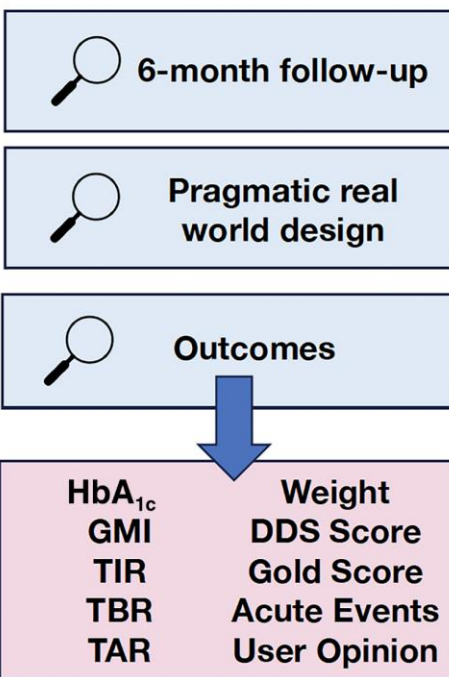 6-month follow-up
Pragmatic real
world design
Outcomes
HbA1c Weight
GMI DDS Score
TIR Gold Score
TBR Acute Events
TAR User Opinion